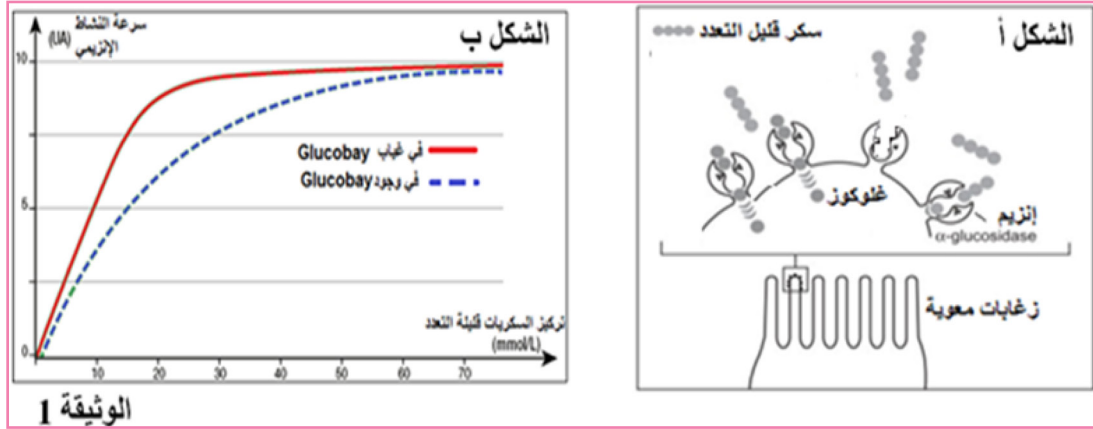 الشكل أ
سكر قليل التعدد
غلوكوز
إنزيم
α-glucosidase
زغابات معوية
الشكل ب
سرعة النشاط
الإنزيمي
(UA)
10
5
0
في غياب Glucobay
في وجود Glucobay
تركيز السكريات قليلة التعدد
(mmol/L)
10 20 30 40 50 60 70
الوثيقة 1